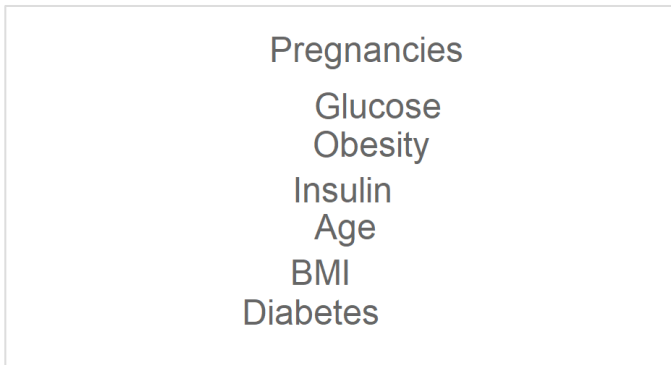 Pregnancies
Glucose
Obesity
Insulin
Age
BMI
Diabetes